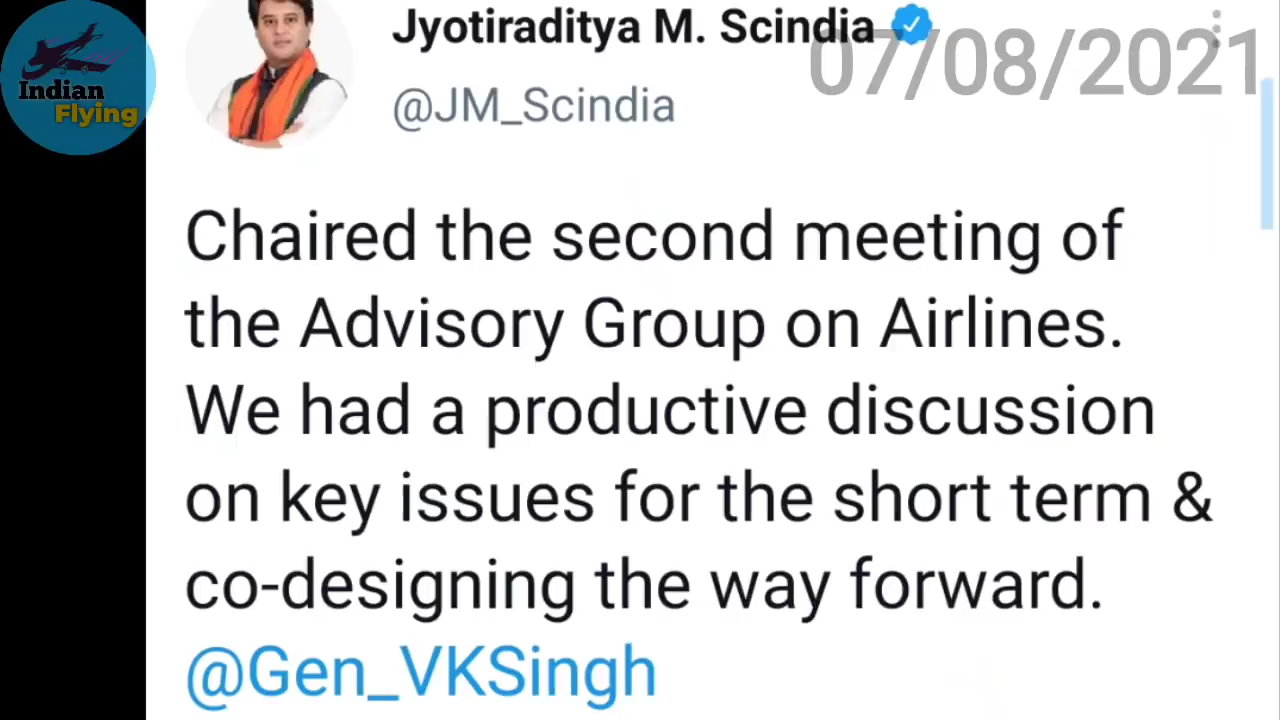 Indian
Flying
Jyotiraditya M. Scindia
07/08/2021
@JM_Scindia
Chaired the second meeting of
the Advisory Group on Airlines.
We had a productive discussion
on key issues for the short term &
co-designing the way forward.
@Gen_VKSingh